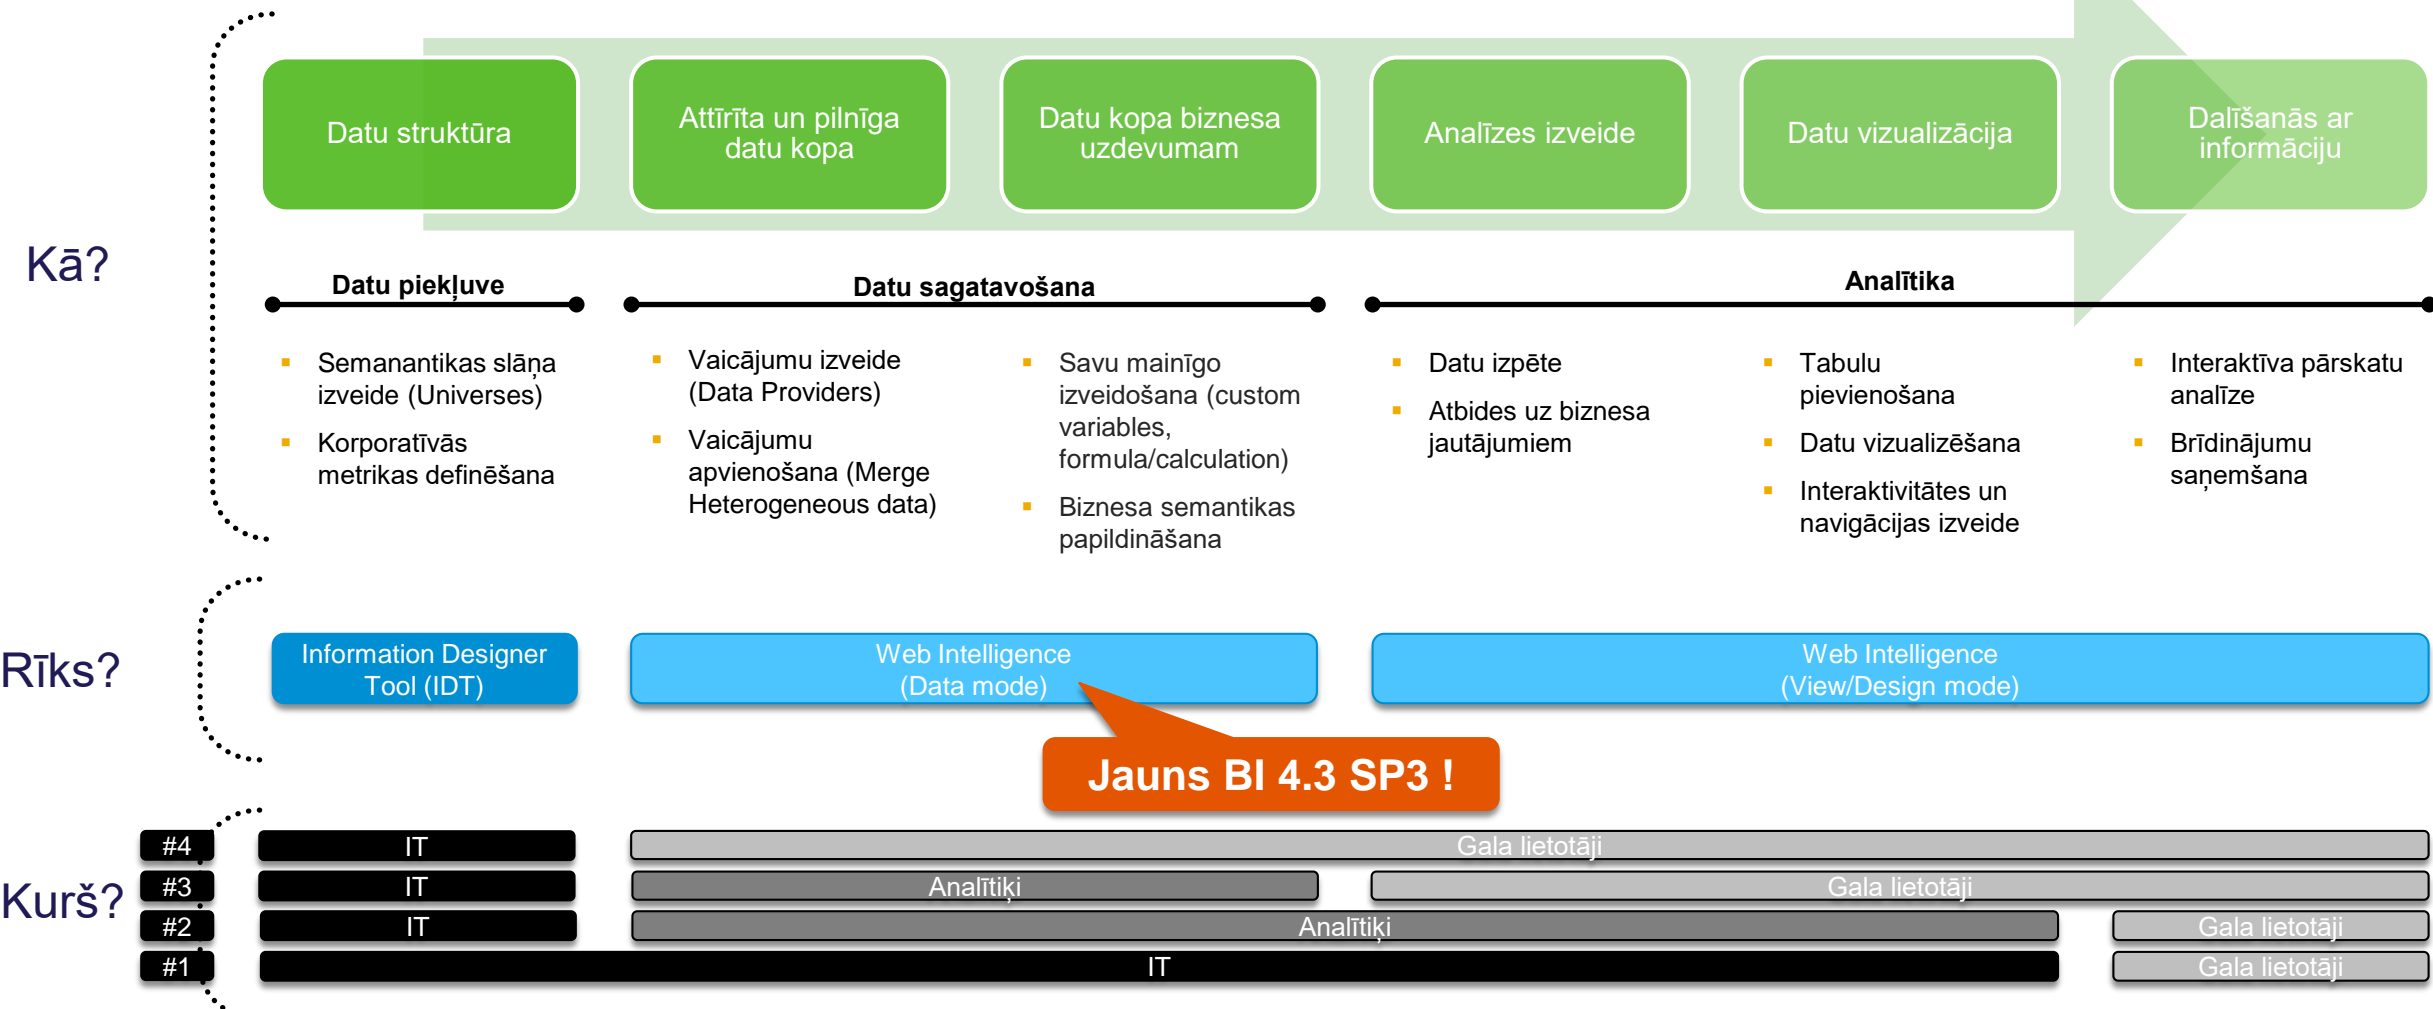 Datu struktūra
Attīrīta un pilnīga
datu kopa
Datu kopa biznesa
uzdevumam
Analīzes izveide
Datu vizualizācija
Dalīšanās ar
informāciju
Kā?
Datu piekļuve
Datu sagatavošana
Analītika
Semanantikas slāņa
izveide (Universes)
Korporatīvās
metrikas definēšana
Vaicājumu izveide
(Data Providers)
Vaicājumu
apvienošana (Merge
Heterogeneous data)
Savu mainīgo
izveidošana (custom
variables,
formula/calculation)
Biznesa semantikas
papildināšana
Datu izpēte
Atbides uz biznesa
jautājumiem
Tabulu
pievienošana
Datu vizualizēšana
Interaktivitātes un
navigācijas izveide
Interaktīva pārskatu
analīze
Brīdinājumu
saņemšana
Rīks?
Information Designer
Tool (IDT)
Web Intelligence
(Data mode)
Web Intelligence
(View/Design mode)
Jauns BI 4.3 SP3 !
Kurš?
#4
IT
Gala lietotāji
#3
IT
Analītiķi
Gala lietotāji
#2
IT
Analītiķi
Gala lietotāji
#1
IT
Gala lietotāji